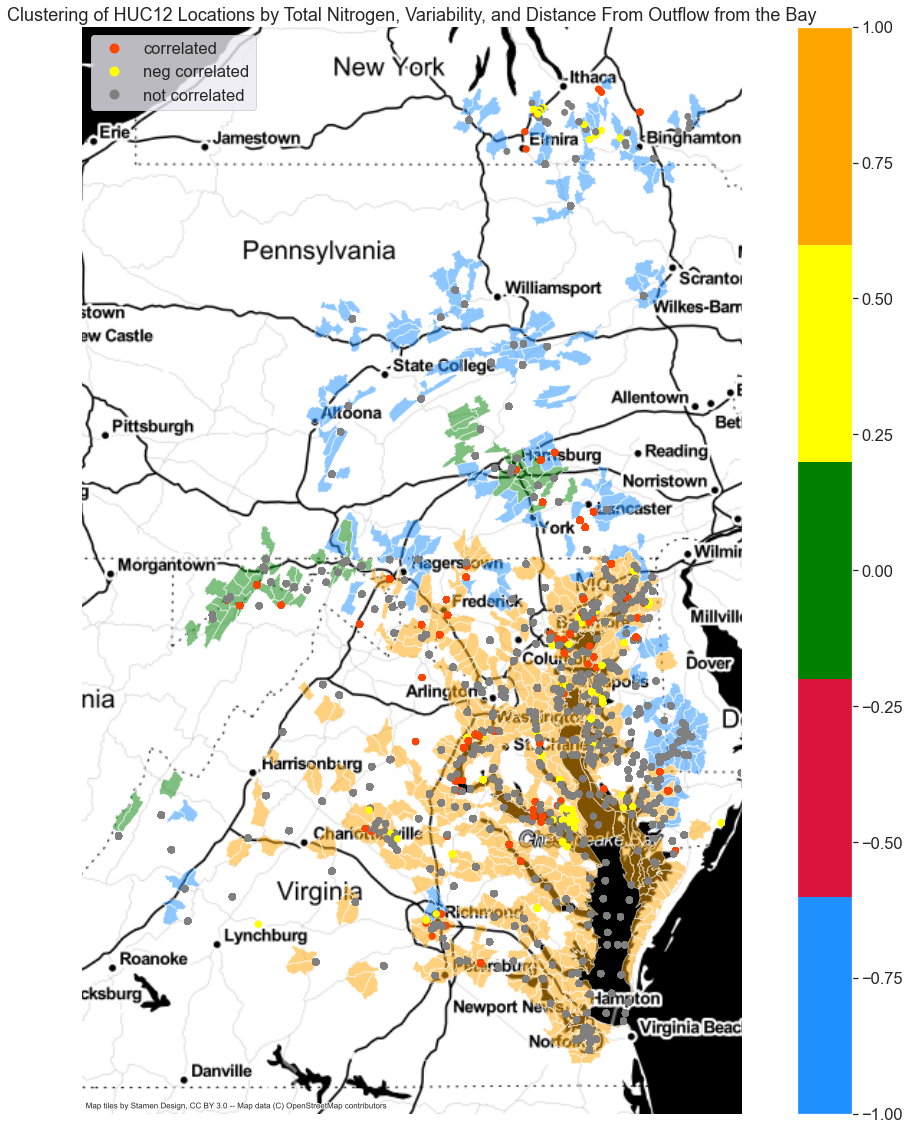 Clustering of HUC12 Locations by Total Nitrogen, Variability, and Distance From Outflow from the Bay
correlated
neg correlated
not correlated
New York
Ithaca
Erie
Jamestown
Elmira
Binghamton
Pennsylvania
Williamsport
Scranton
Wilkes-Barr
stown
ew Castle
State College
Altoona
Allentown
Pittsburgh
Bet
Harrisburg
Reading
Norristown
Lancaster
York
Morgantown
Hagerstown
Wilmin
Frederick
Millville
Dover
Arlington
nia
Washington
St. Charles
Harrisonburg
Charlottesville
Chesapeake Bay
Virginia
Richmond
Lynchburg
Roanoke
Petersburg
cksburg
Newport News
Hampton
Virginia Beach
Norfolk
Danville
Map tiles by Stamen Design, CC BY 3.0 -- Map data (C) OpenStreetMap contributors
1.00
0.75
0.50
0.25
0.00
−0.25
−0.50
−0.75
−1.00